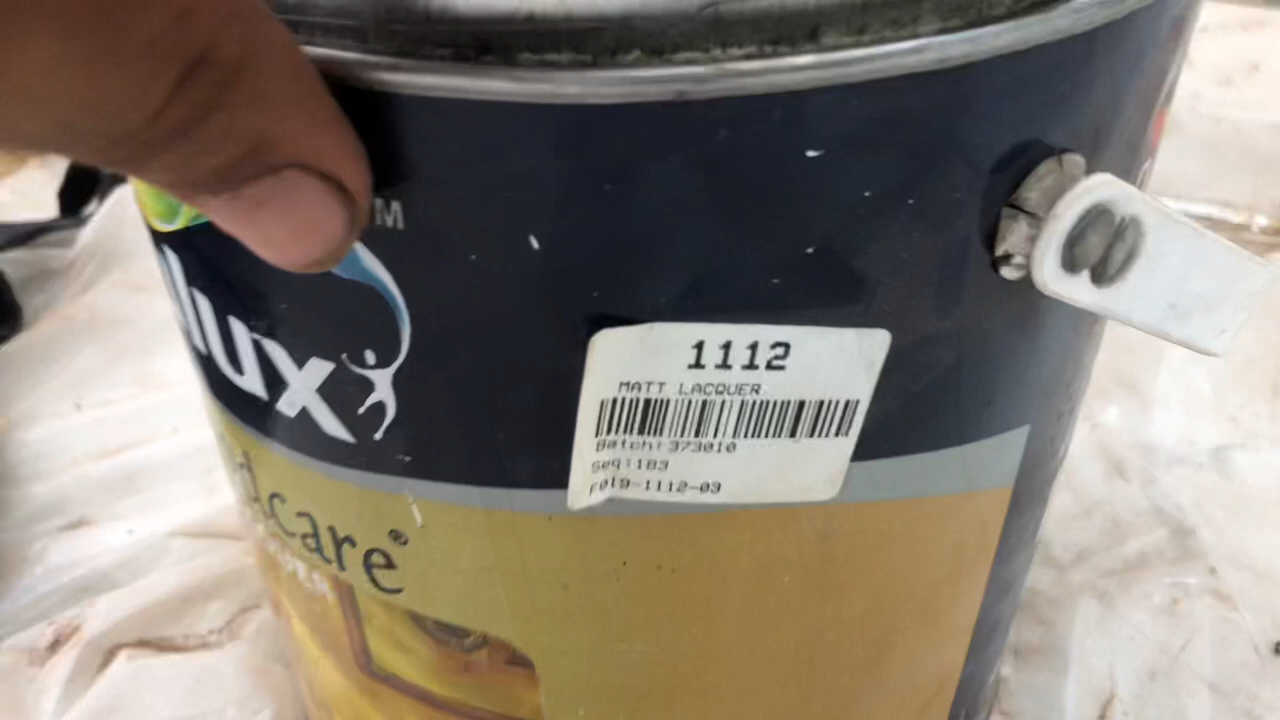 TM
lux
1112
MATT LACQUER
Batch: 373010
Seq:183
F019-1112-03
care®